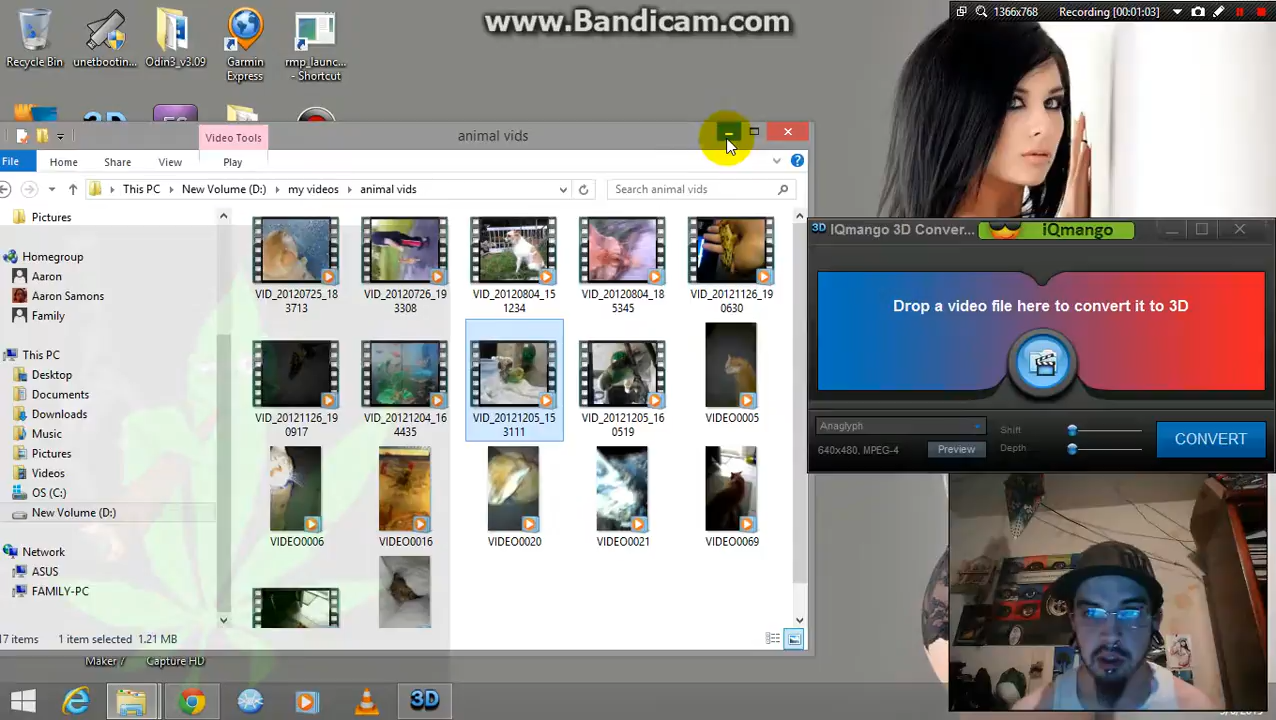 www.Bandicam.com
1366x768 Recording [00:01:03]
Recycle Bin
unetbootin...
Odin3_v3.09
Garmin
Express
rmp_launc...
- Shortcut
Video Tools
animal vids
File Home Share View Play
This PC New Volume (D:) my videos animal vids
Search animal vids
Pictures
Homegroup
Aaron
Aaron Samons
Family
This PC
Desktop
Documents
Downloads
Music
Pictures
Videos
OS (C:)
New Volume (D:)
Network
ASUS
FAMILY-PC
VID_20120725_18
3713
VID_20120726_19
3308
VID_20120804_15
1234
VID_20120804_18
5345
VID_20121126_19
0630
VID_20121126_19
0917
VID_20121204_16
4435
VID_20121205_15
3111
VID_20121205_16
0519
VIDEO0005
VIDEO0006
VIDEO0016
VIDEO0020
VIDEO0021
VIDEO0069
17 items 1 item selected 1.21 MB
Maker /
Capture HD
3D IQmango 3D Conver...
iQmango
Drop a video file here to convert it to 3D
Anaglyph
640x480, MPEG-4
Preview
Shift
Depth
CONVERT
3D